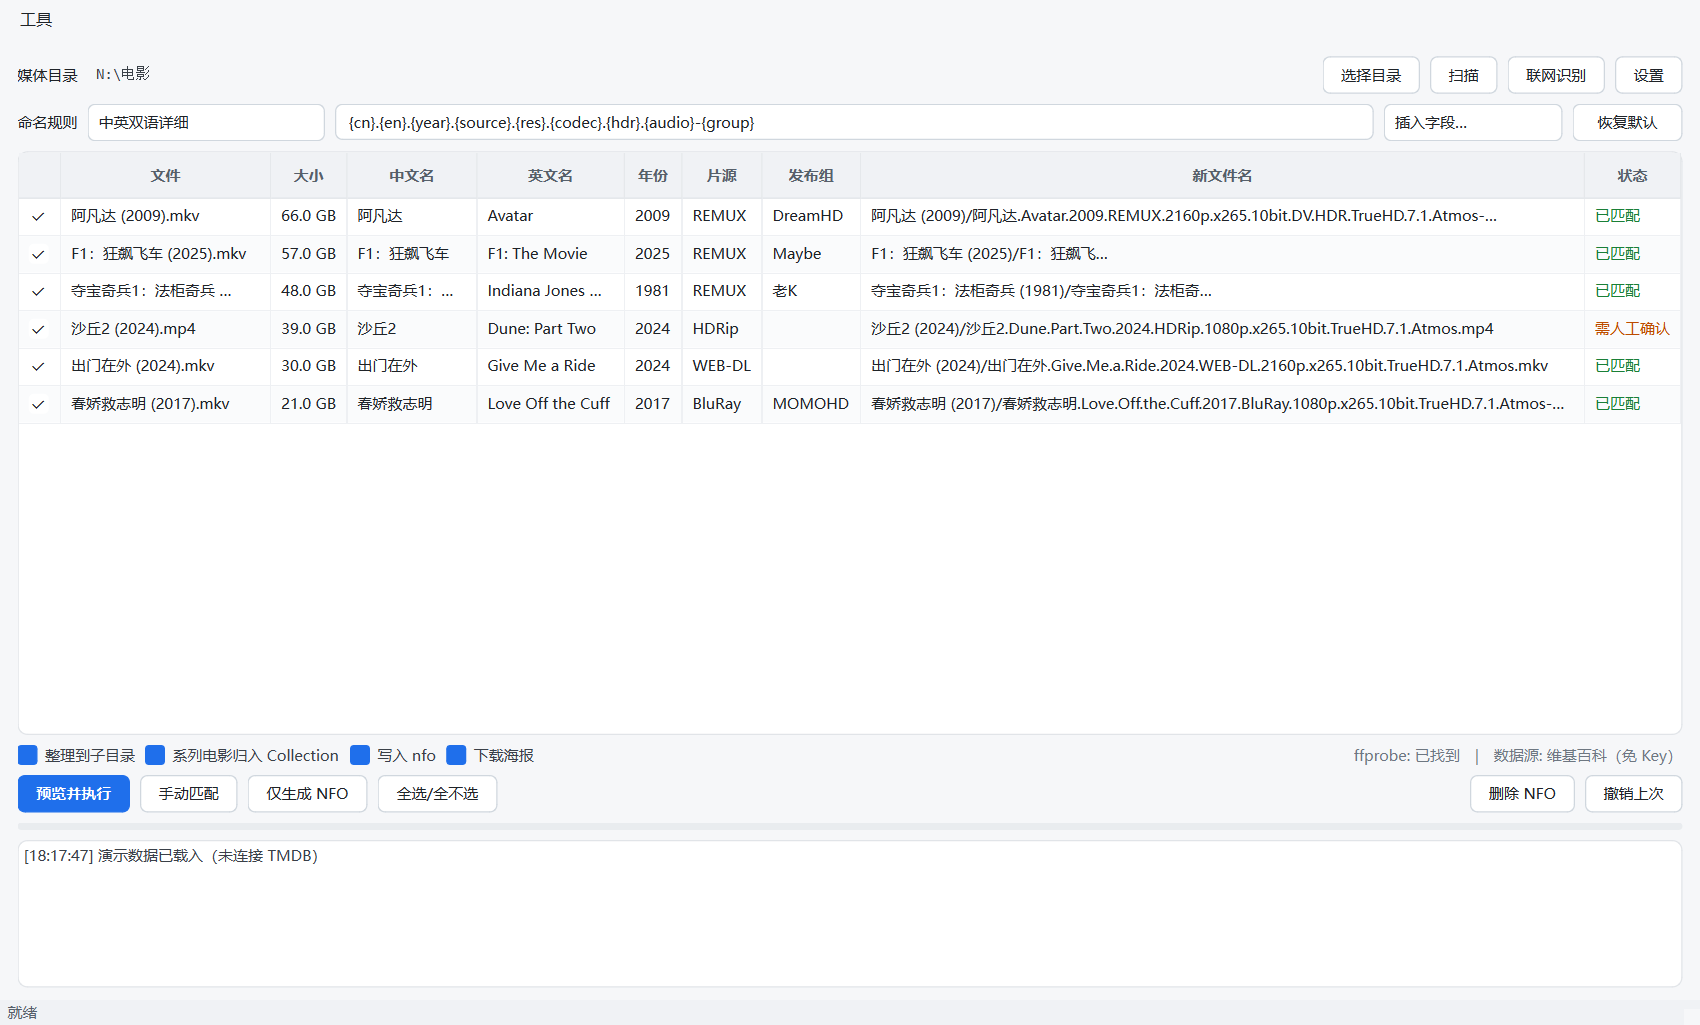 工具
媒体目录 N:\电影 选择目录 扫描 联网识别 设置
命名规则 中英双语详细 {cn}.{en}.{year}.{source}.{res}.{codec}.{hdr}.{audio}-{group} 插入字段... 恢复默认
文件 大小 中文名 英文名 年份 片源 发布组 新文件名 状态
✓ 阿凡达 (2009).mkv 66.0 GB 阿凡达 Avatar 2009 REMUX DreamHD 阿凡达 (2009)/阿凡达.Avatar.2009.REMUX.2160p.x265.10bit.DV.HDR.TrueHD.7.1.Atmos-... 已匹配
✓ F1：狂飙飞车 (2025).mkv 57.0 GB F1：狂飙飞车 F1: The Movie 2025 REMUX Maybe F1：狂飙飞车 (2025)/F1：狂飙飞... 已匹配
✓ 夺宝奇兵1：法柜奇兵 ... 48.0 GB 夺宝奇兵1：... Indiana Jones ... 1981 REMUX 老K 夺宝奇兵1：法柜奇兵 (1981)/夺宝奇兵1：法柜奇... 已匹配
✓ 沙丘2 (2024).mp4 39.0 GB 沙丘2 Dune: Part Two 2024 HDRip 沙丘2 (2024)/沙丘2.Dune.Part.Two.2024.HDRip.1080p.x265.10bit.TrueHD.7.1.Atmos.mp4 需人工确认
✓ 出门在外 (2024).mkv 30.0 GB 出门在外 Give Me a Ride 2024 WEB-DL 出门在外 (2024)/出门在外.Give.Me.a.Ride.2024.WEB-DL.2160p.x265.10bit.TrueHD.7.1.Atmos.mkv 已匹配
✓ 春娇救志明 (2017).mkv 21.0 GB 春娇救志明 Love Off the Cuff 2017 BluRay MOMOHD 春娇救志明 (2017)/春娇救志明.Love.Off.the.Cuff.2017.BluRay.1080p.x265.10bit.TrueHD.7.1.Atmos-... 已匹配
整理到子目录 系列电影归入 Collection 写入 nfo 下载海报 ffprobe: 已找到 | 数据源: 维基百科（免 Key）
预览并执行 手动匹配 仅生成 NFO 全选/全不选 删除 NFO 撤销上次
[18:17:47] 演示数据已载入（未连接 TMDB）
就绪